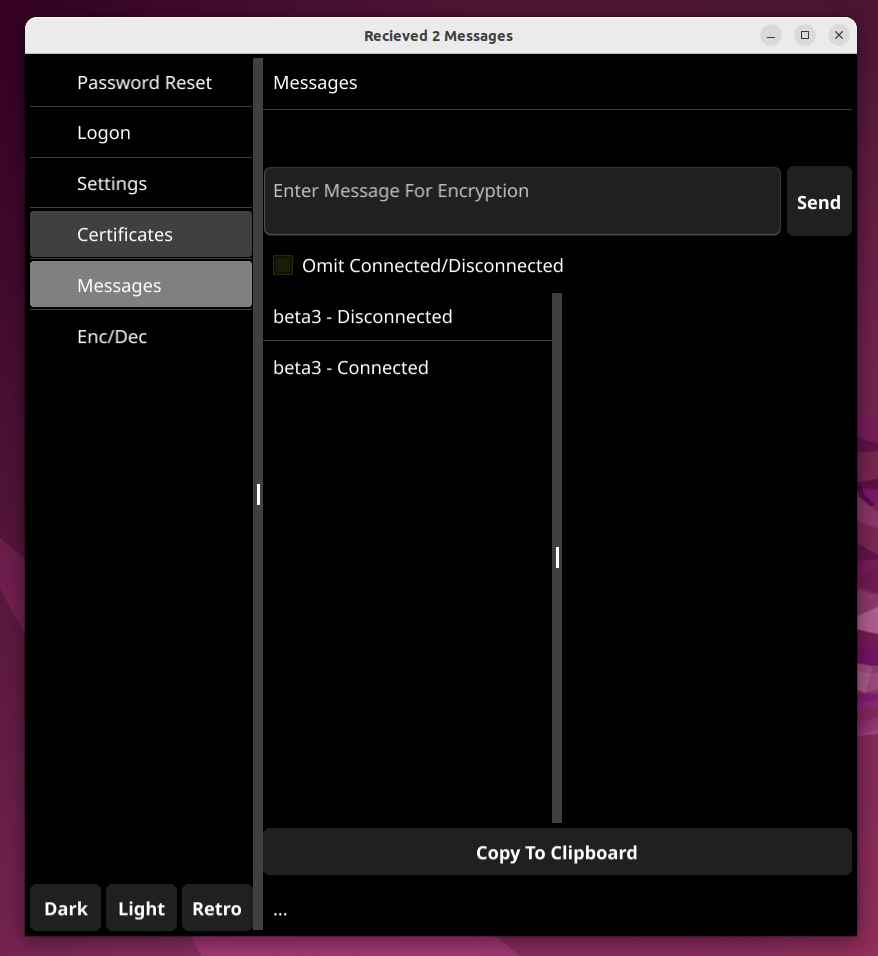 Recieved 2 Messages
Password Reset
Logon
Settings
Certificates
Messages
Enc/Dec
Dark
Light
Retro
Messages
Enter Message For Encryption
Send
Omit Connected/Disconnected
beta3 - Disconnected
beta3 - Connected
Copy To Clipboard
...